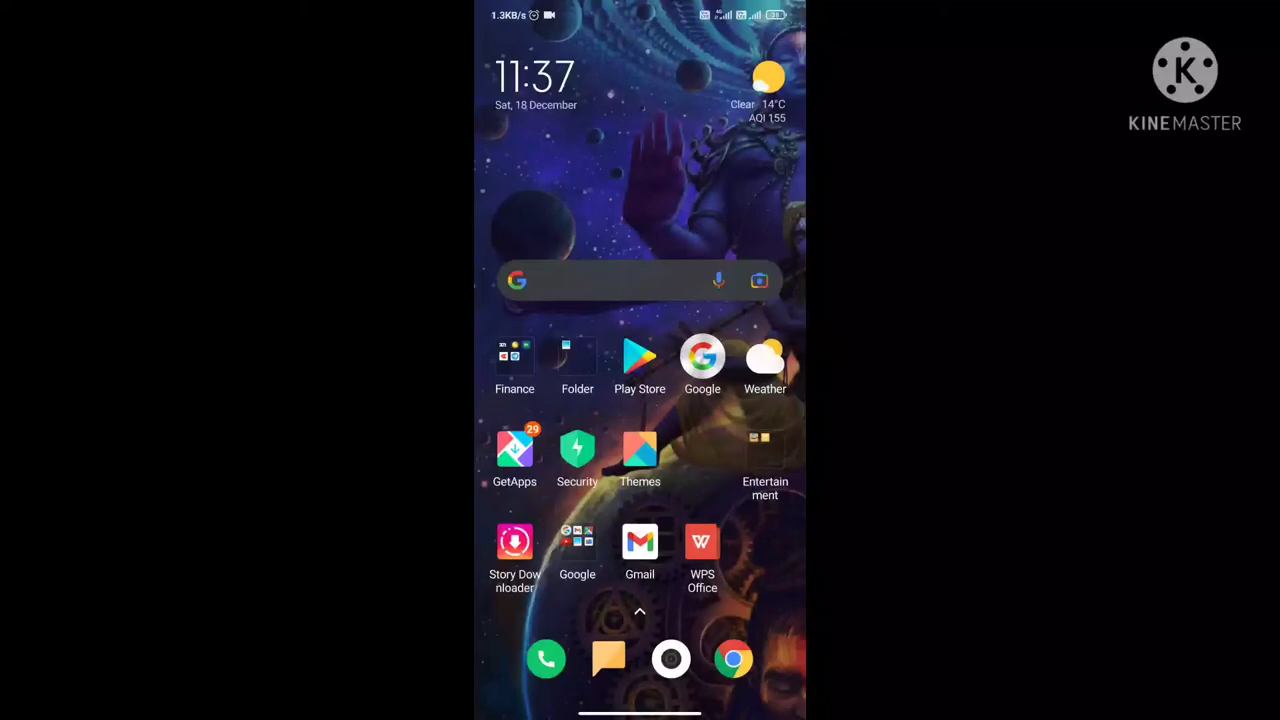 1.3KB/s
38
11:37
Sat, 18 December
Clear 14°C
AQI 155
K
KINEMASTER
Finance
Folder
Play Store
Google
Weather
29
GetApps
Security
Themes
Entertain
ment
Story Dow
nloader
Google
Gmail
WPS
Office